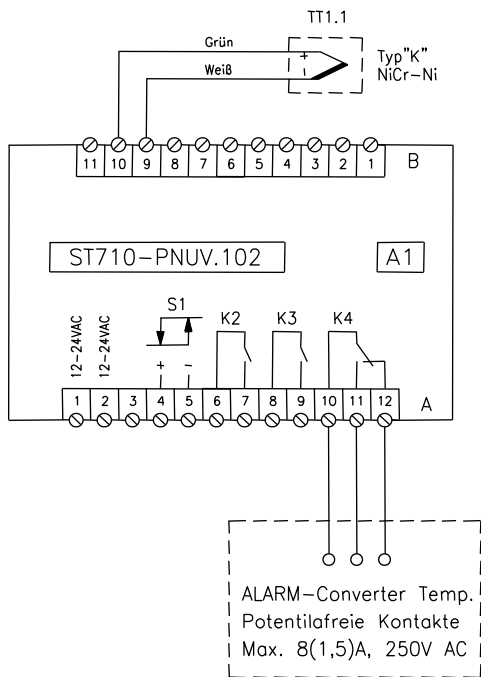 TT1.1
Grün
Weiß
+
-
Typ"K"
NiCr-Ni
11 10 9 8 7 6 5 4 3 2 1
B
ST710-PNUV.102
A1
12-24VAC
12-24VAC
S1
K2
K3
K4
+ -
1 2 3 4 5 6 7 8 9 10 11 12
A
ALARM-Converter Temp.
Potentilafreie Kontakte
Max. 8(1,5)A, 250V AC